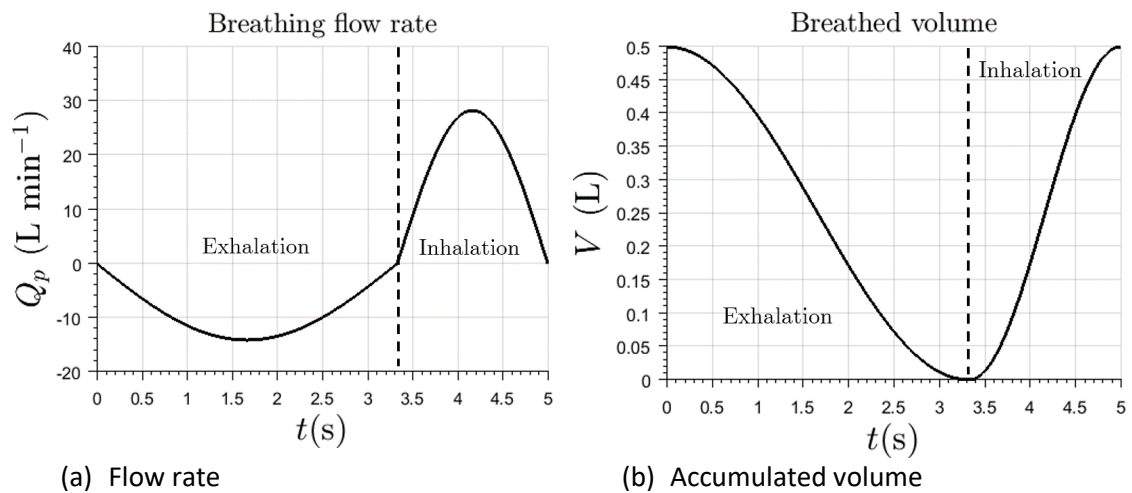 Breathing flow rate
40
30
20
10
0
-10
-20
Q_p (L min⁻¹)
Exhalation
Inhalation
0 0.5 1 1.5 2 2.5 3 3.5 4 4.5 5
t(s)
(a) Flow rate
Breathed volume
0.5
0.45
0.4
0.35
0.3
0.25
0.2
0.15
0.1
0.05
0
V (L)
Inhalation
Exhalation
0 0.5 1 1.5 2 2.5 3 3.5 4 4.5 5
t(s)
(b) Accumulated volume